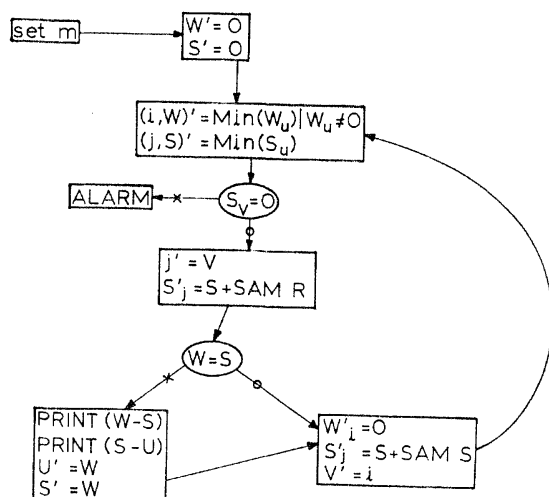 set m
W' = O
S' = O
(i,W)' = Min(W_u)|W_u ≠ O
(j,S)' = Min(S_u)
ALARM
x
S_V = O
o
j' = V
S'_j = S+SAM R
W=S
x
o
PRINT (W-S)
PRINT (S-U)
U' = W
S' = W
W'_i = O
S'_j = S+SAM S
V' = i